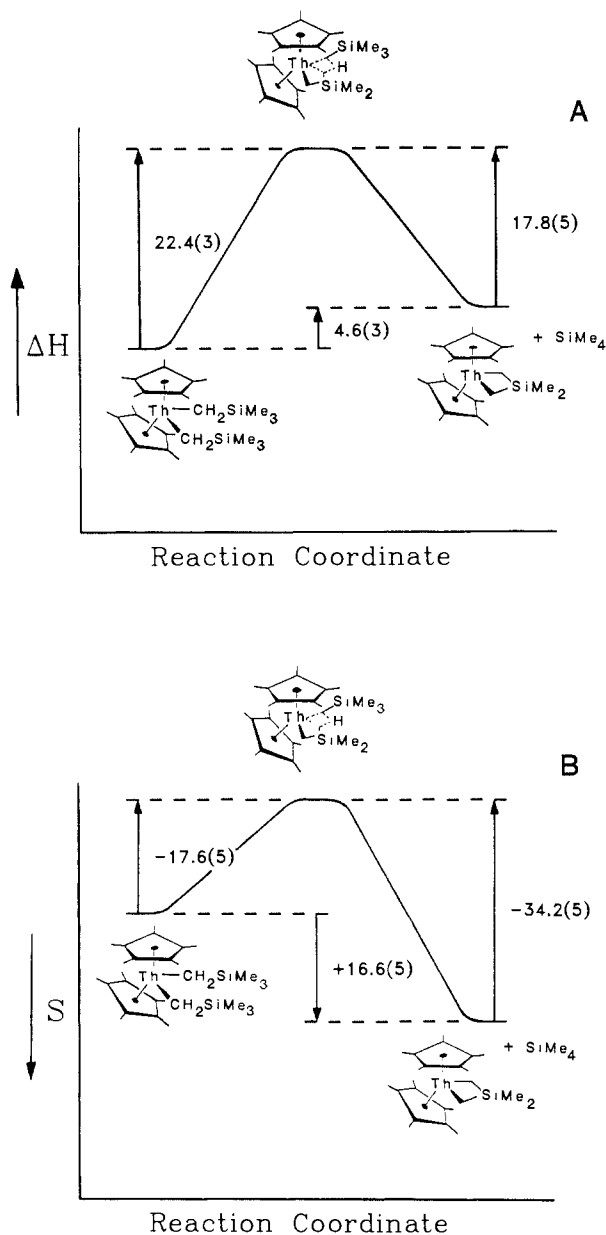 SiMe3
Th
H
SiMe2
A
22.4(3)
17.8(5)
4.6(3)
ΔH
+ SiMe4
Th
SiMe2
Th—CH2SiMe3
CH2SiMe3
Reaction Coordinate
SiMe3
Th
H
SiMe2
B
-17.6(5)
-34.2(5)
+16.6(5)
Th—CH2SiMe3
CH2SiMe3
S
+ SiMe4
Th
SiMe2
Reaction Coordinate